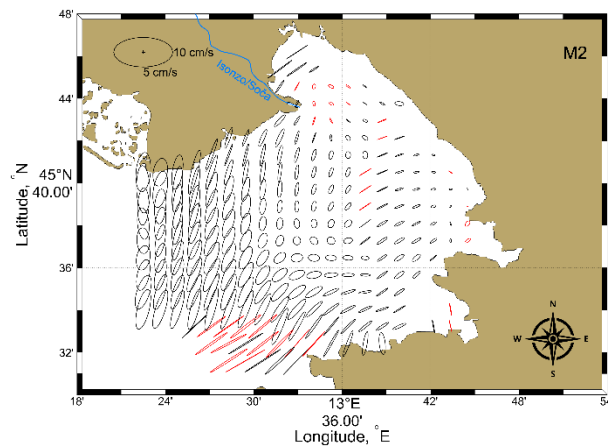 M2
10 cm/s
5 cm/s
Isonzo/Soča
44'
45°N
40.00'
36'
32'
Latitude, °N
N
W E
S
18' 24' 30' 13°E 42' 48' 54'
36.00'
Longitude, °E